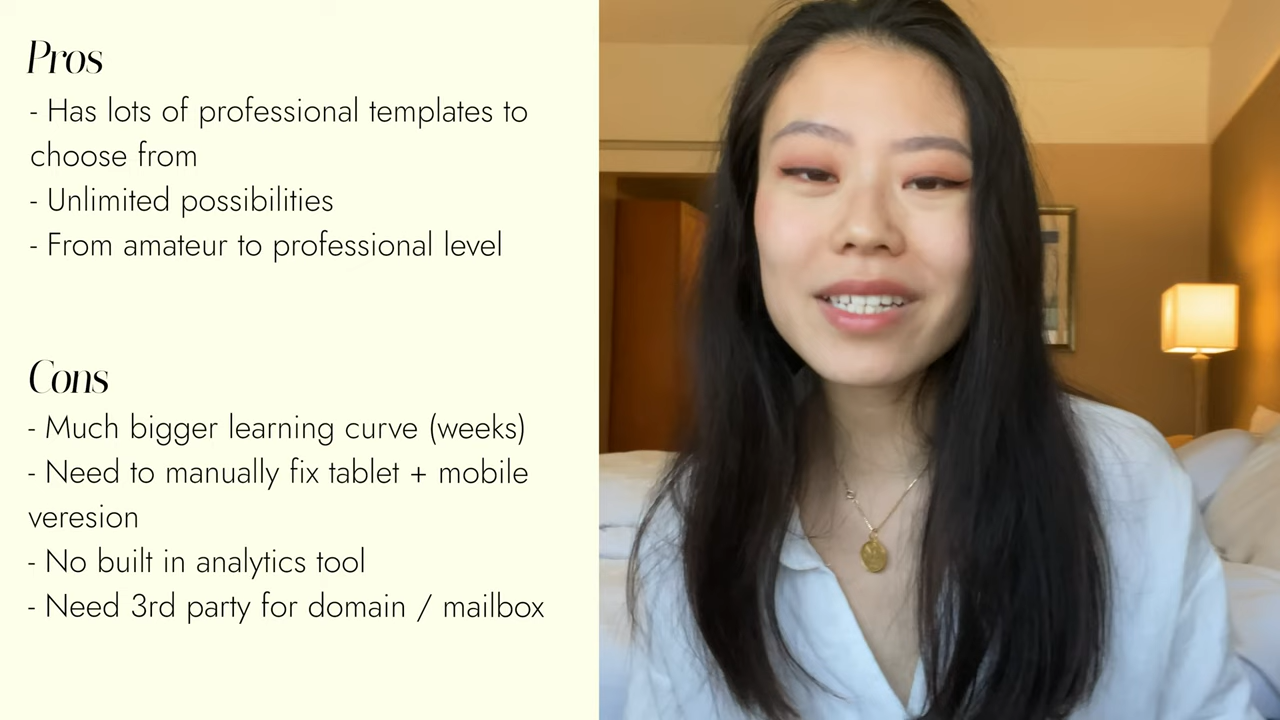 Pros
- Has lots of professional templates to
choose from
- Unlimited possibilities
- From amateur to professional level
Cons
- Much bigger learning curve (weeks)
- Need to manually fix tablet + mobile
veresion
- No built in analytics tool
- Need 3rd party for domain / mailbox